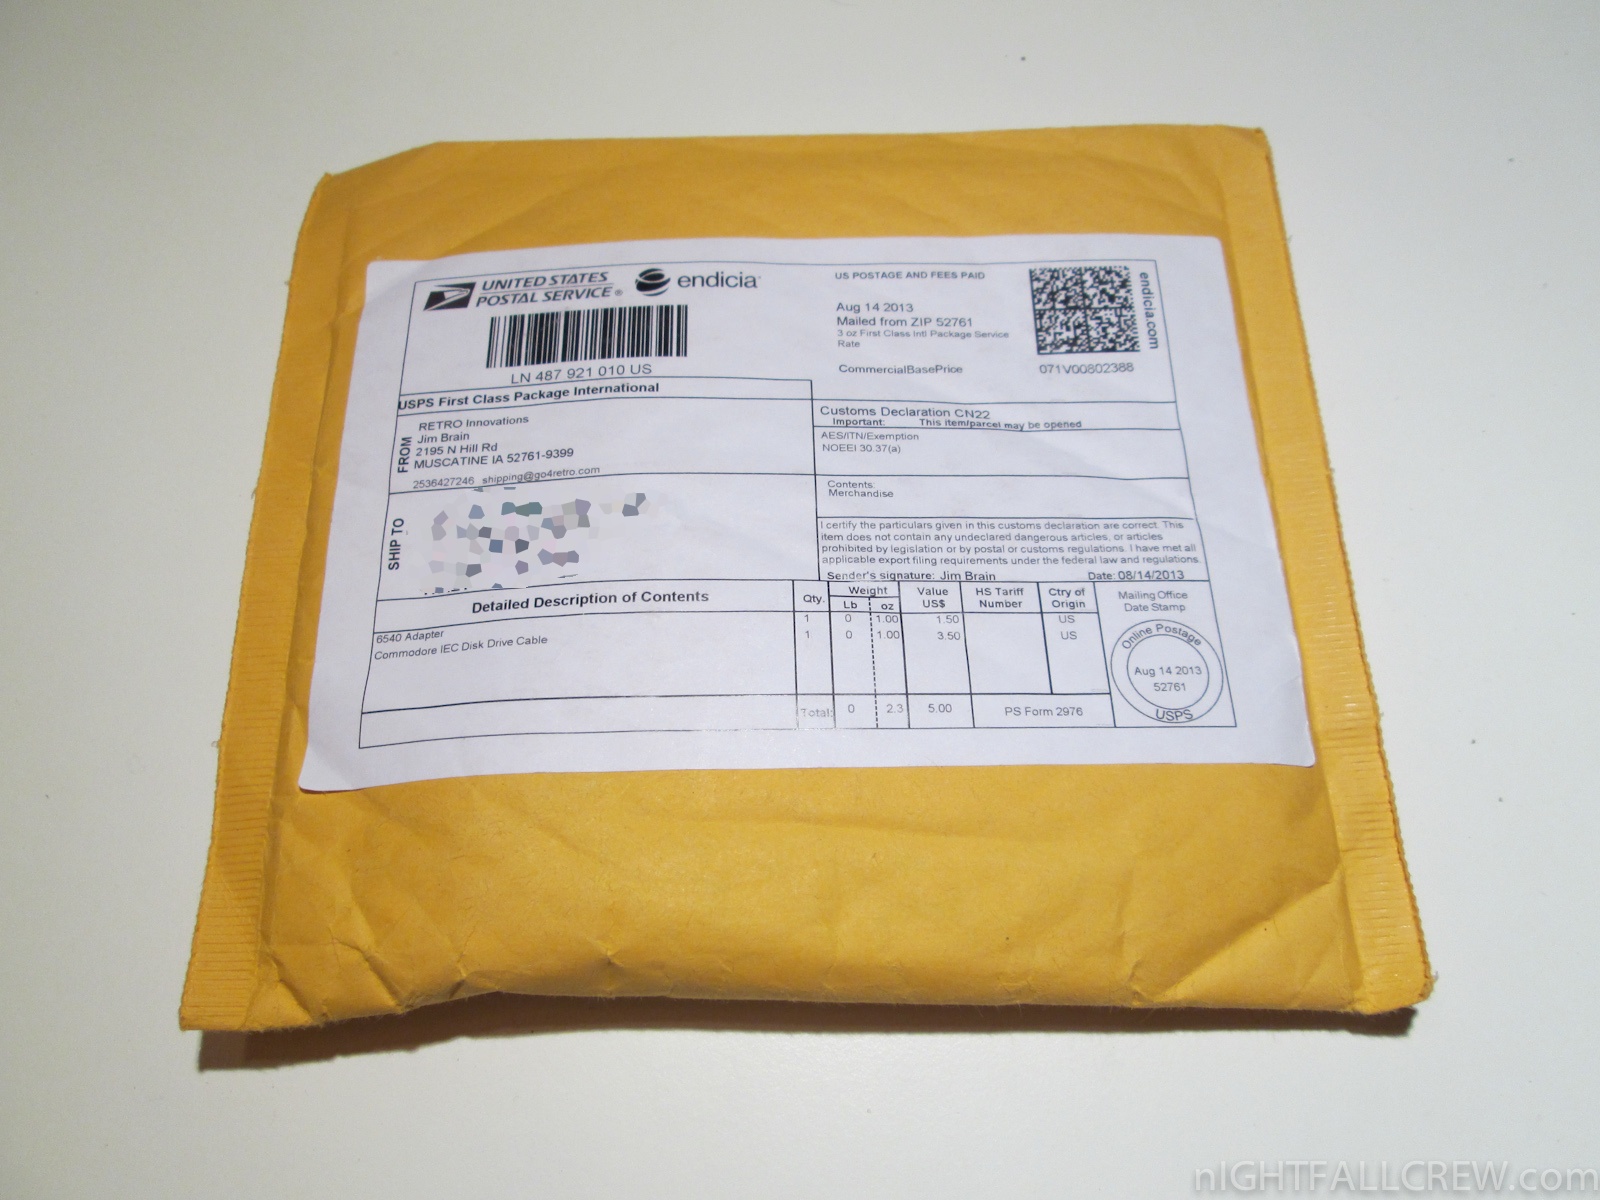 UNITED STATES
POSTAL SERVICE®
endicia
LN 487 921 010 US
US POSTAGE AND FEES PAID
Aug 14 2013
Mailed from ZIP 52761
3 oz First Class Intl Package Service
Rate
CommercialBasePrice
071V00802388
endicia.com
USPS First Class Package International
FROM
RETRO Innovations
Jim Brain
2195 N Hill Rd
MUSCATINE IA 52761-9399
2536427246 shipping@go4retro.com
SHIP TO
Customs Declaration CN22
Important: This item/parcel may be opened
AES/ITN/Exemption
NOEEI 30.37(a)
Contents:
Merchandise
I certify the particulars given in this customs declaration are correct. This
item does not contain any undeclared dangerous articles, or articles
prohibited by legislation or by postal or customs regulations. I have met all
applicable export filing requirements under the federal law and regulations.
Sender's signature: Jim Brain Date: 08/14/2013
Detailed Description of Contents Qty. Weight Lb oz Value US$ HS Tariff Number Ctry of Origin
6540 Adapter 1 0 1.00 1.50 US
Commodore IEC Disk Drive Cable 1 0 1.00 3.50 US
Total: 0 2.3 5.00 PS Form 2976
Mailing Office
Date Stamp
Online Postage
Aug 14 2013
52761
USPS
nIGHTFALLCREW.com